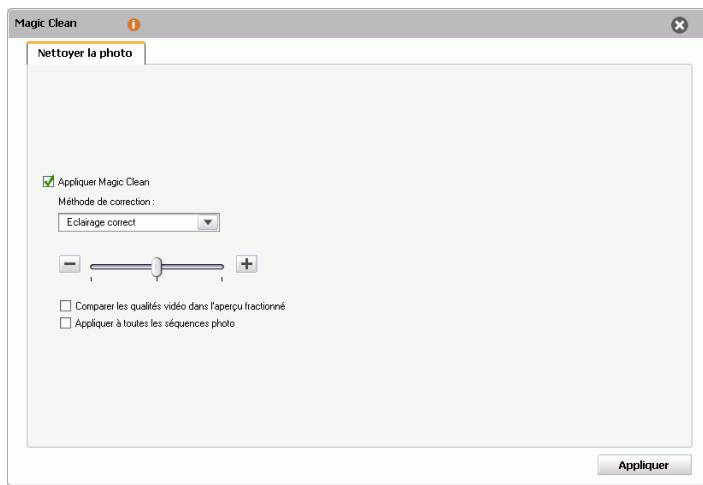 Magic Clean
Nettoyer la photo
Appliquer Magic Clean
Méthode de correction :
Eclairage correct
Comparer les qualités vidéo dans l'aperçu fractionné
Appliquer à toutes les séquences photo
Appliquer